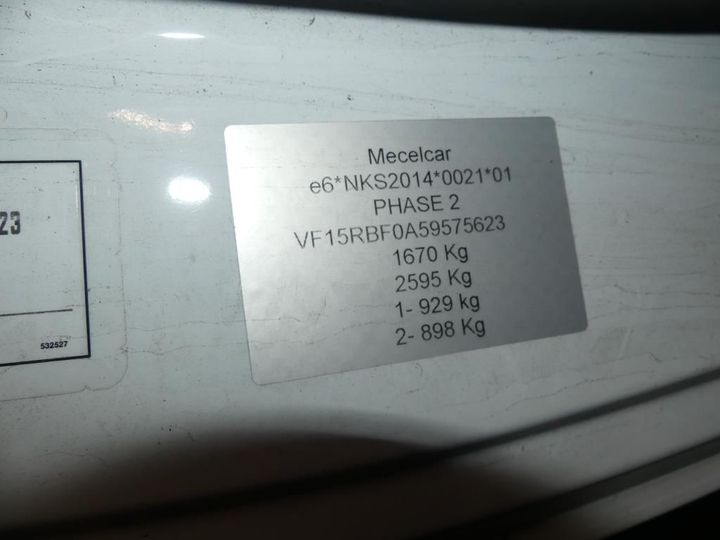 Mecelcar
e6*NKS2014*0021*01
PHASE 2
VF15RBF0A59575623
1670 Kg
2595 Kg
1- 929 kg
2- 898 Kg
23
532527